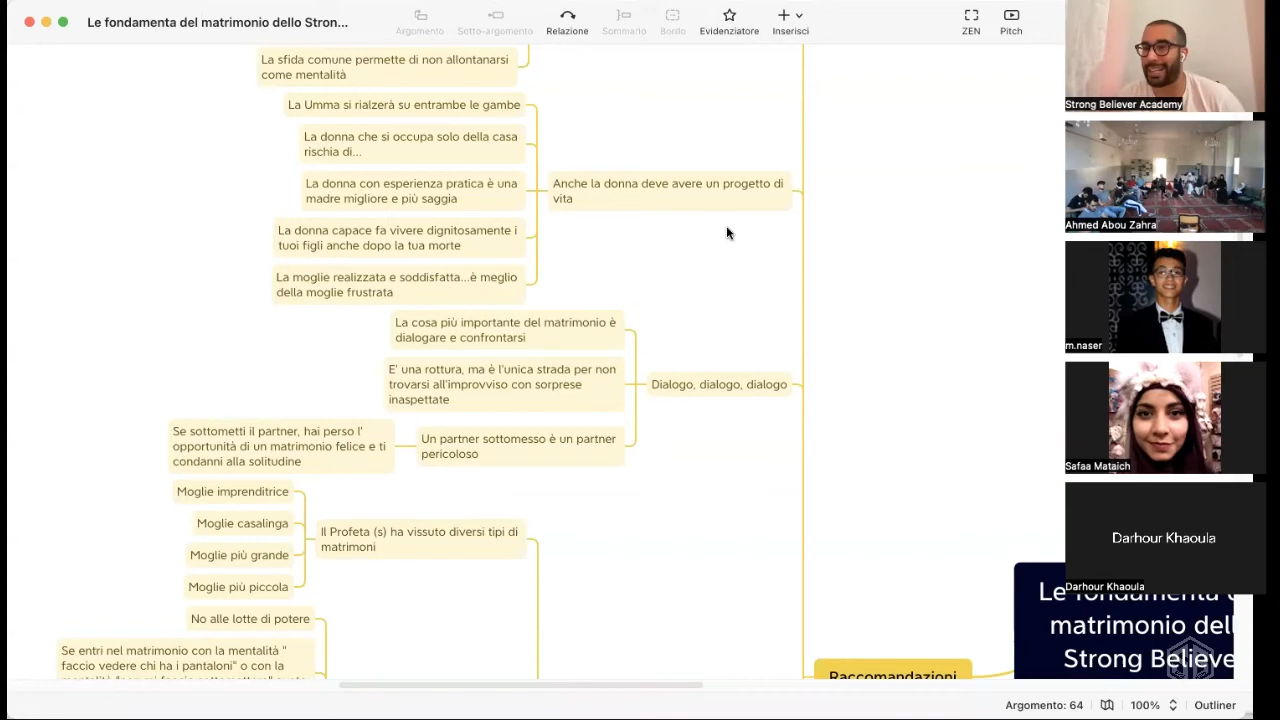 Le fondamenta del matrimonio dello Stron...
Argomento
Sotto-argomento
Relazione
Sommario
Bordo
Evidenziatore
Inserisci
ZEN
Pitch
La sfida comune permette di non allontanarsi
come mentalità
La Umma si rialzerà su entrambe le gambe
La donna che si occupa solo della casa
rischia di...
La donna con esperienza pratica è una
madre migliore e più saggia
La donna capace fa vivere dignitosamente i
tuoi figli anche dopo la tua morte
La moglie realizzata e soddisfatta...è meglio
della moglie frustrata
Anche la donna deve avere un progetto di
vita
La cosa più importante del matrimonio è
dialogare e confrontarsi
E' una rottura, ma è l'unica strada per non
trovarsi all'improvviso con sorprese
inaspettate
Dialogo, dialogo, dialogo
Se sottometti il partner, hai perso l'
opportunità di un matrimonio felice e ti
condanni alla solitudine
Un partner sottomesso è un partner
pericoloso
Moglie imprenditrice
Moglie casalinga
Moglie più grande
Moglie più piccola
Il Profeta (s) ha vissuto diversi tipi di
matrimoni
No alle lotte di potere
Se entri nel matrimonio con la mentalità "
faccio vedere chi ha i pantaloni" o con la
Raccomandazioni
Le fondamenta
matrimonio del
Strong Believe
Strong Believer Academy
Ahmed Abou Zahra
m.naser
Safaa Mataich
Darhour Khaoula
Darhour Khaoula
Argomento: 64
100%
Outliner